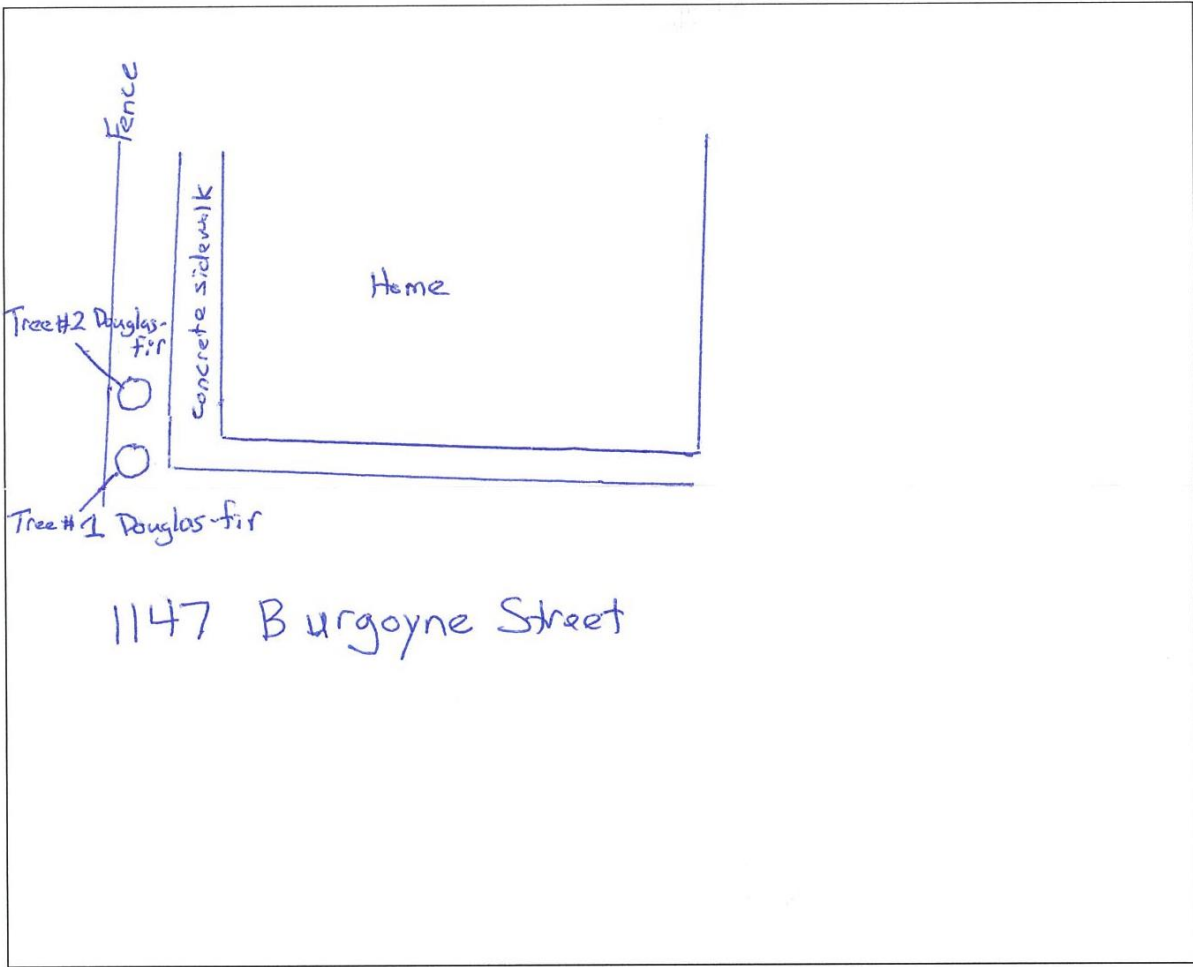 Fence
concrete sidewalk
Home
Tree #2 Douglas-
fir
Tree # 1 Douglas-fir
1147 Burgoyne Street